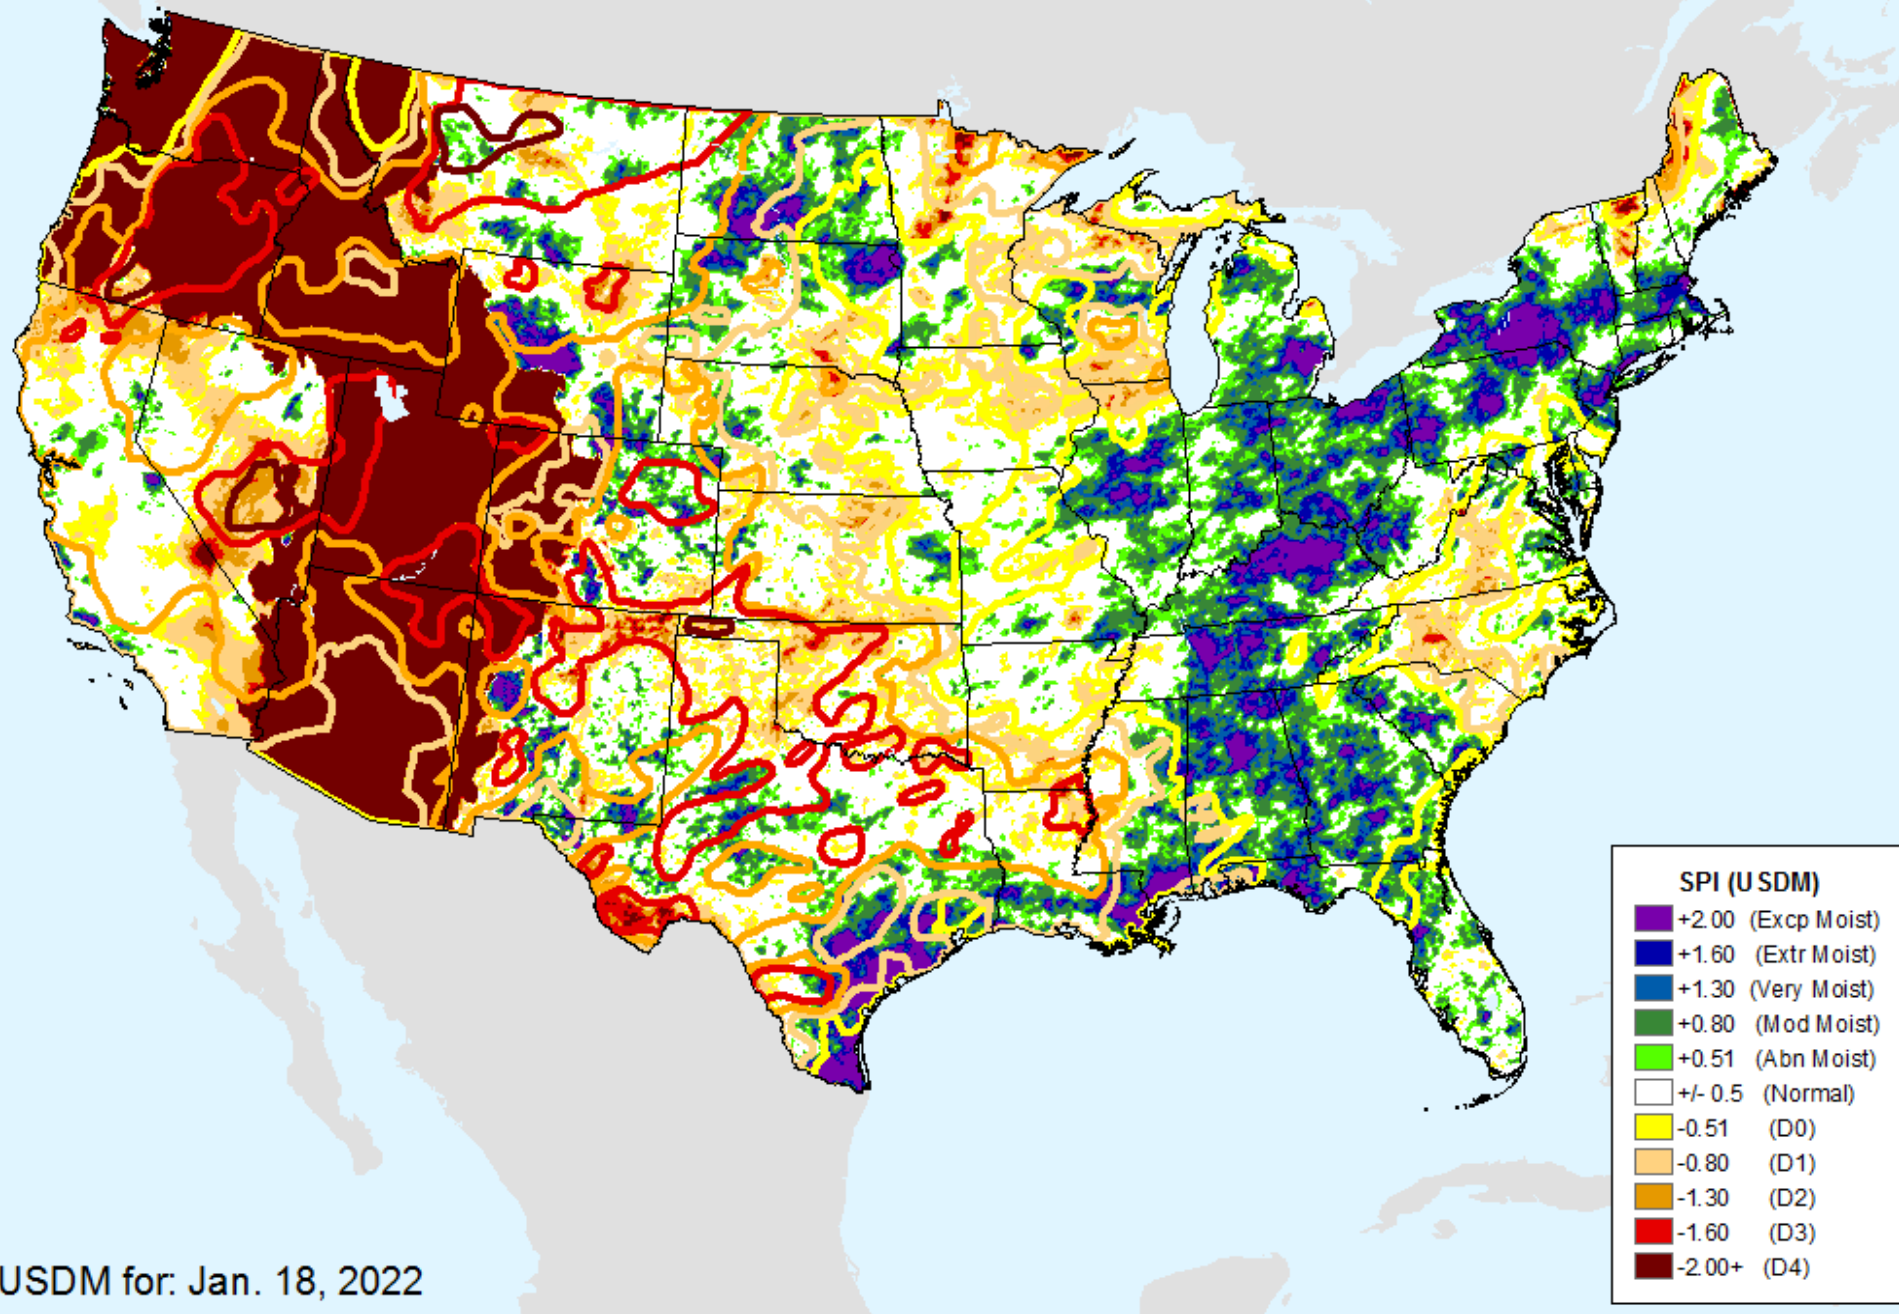 SPI (USDM)
+2.00 (Excp Moist)
+1.60 (Extr Moist)
+1.30 (Very Moist)
+0.80 (Mod Moist)
+0.51 (Abn Moist)
+/- 0.5 (Normal)
-0.51 (D0)
-0.80 (D1)
-1.30 (D2)
-1.60 (D3)
-2.00+ (D4)
USDM for: Jan. 18, 2022